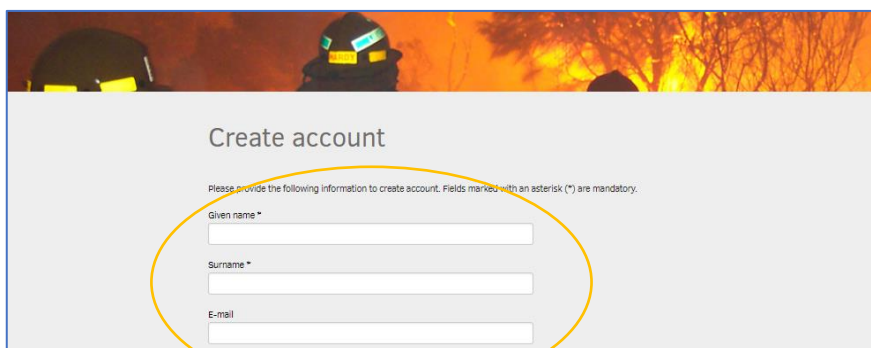 MANDY
Create account
Please provide the following information to create account. Fields marked with an asterisk (*) are mandatory.
Given name *
Surname *
E-mail